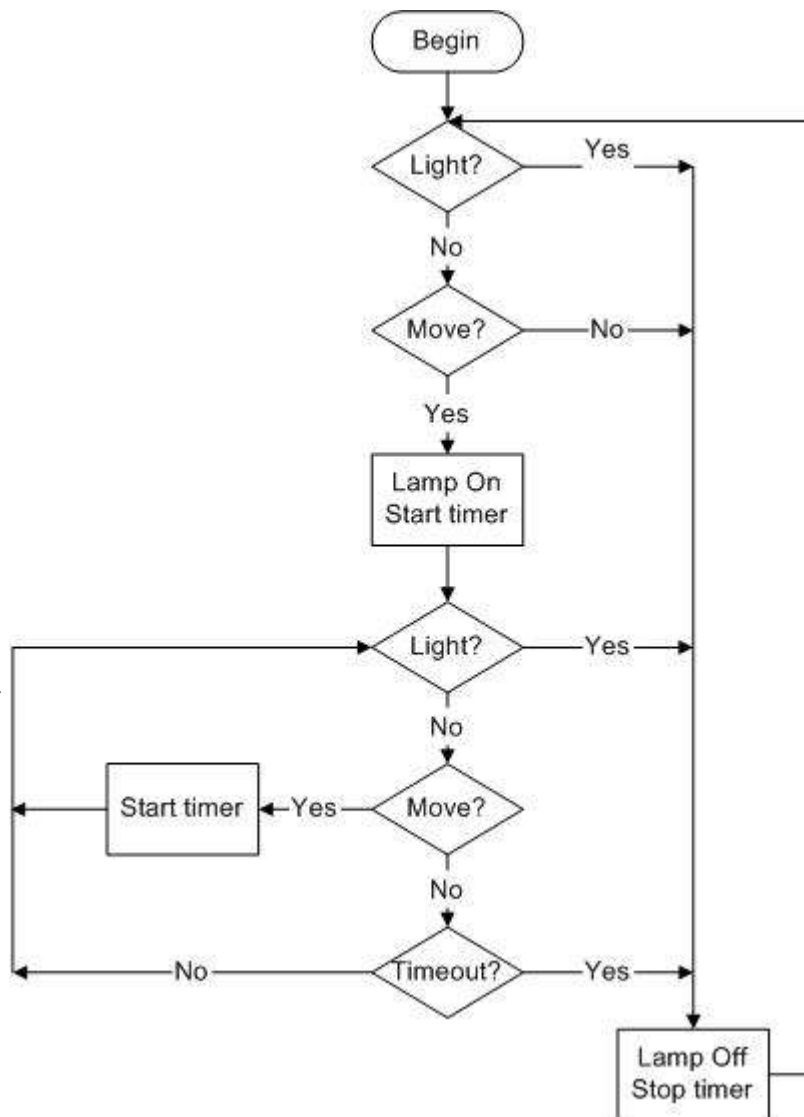 Begin
Light?
Yes
No
Move?
No
Yes
Lamp On
Start timer
Light?
Yes
No
Start timer
Yes
Move?
No
No
Timeout?
Yes
Lamp Off
Stop timer